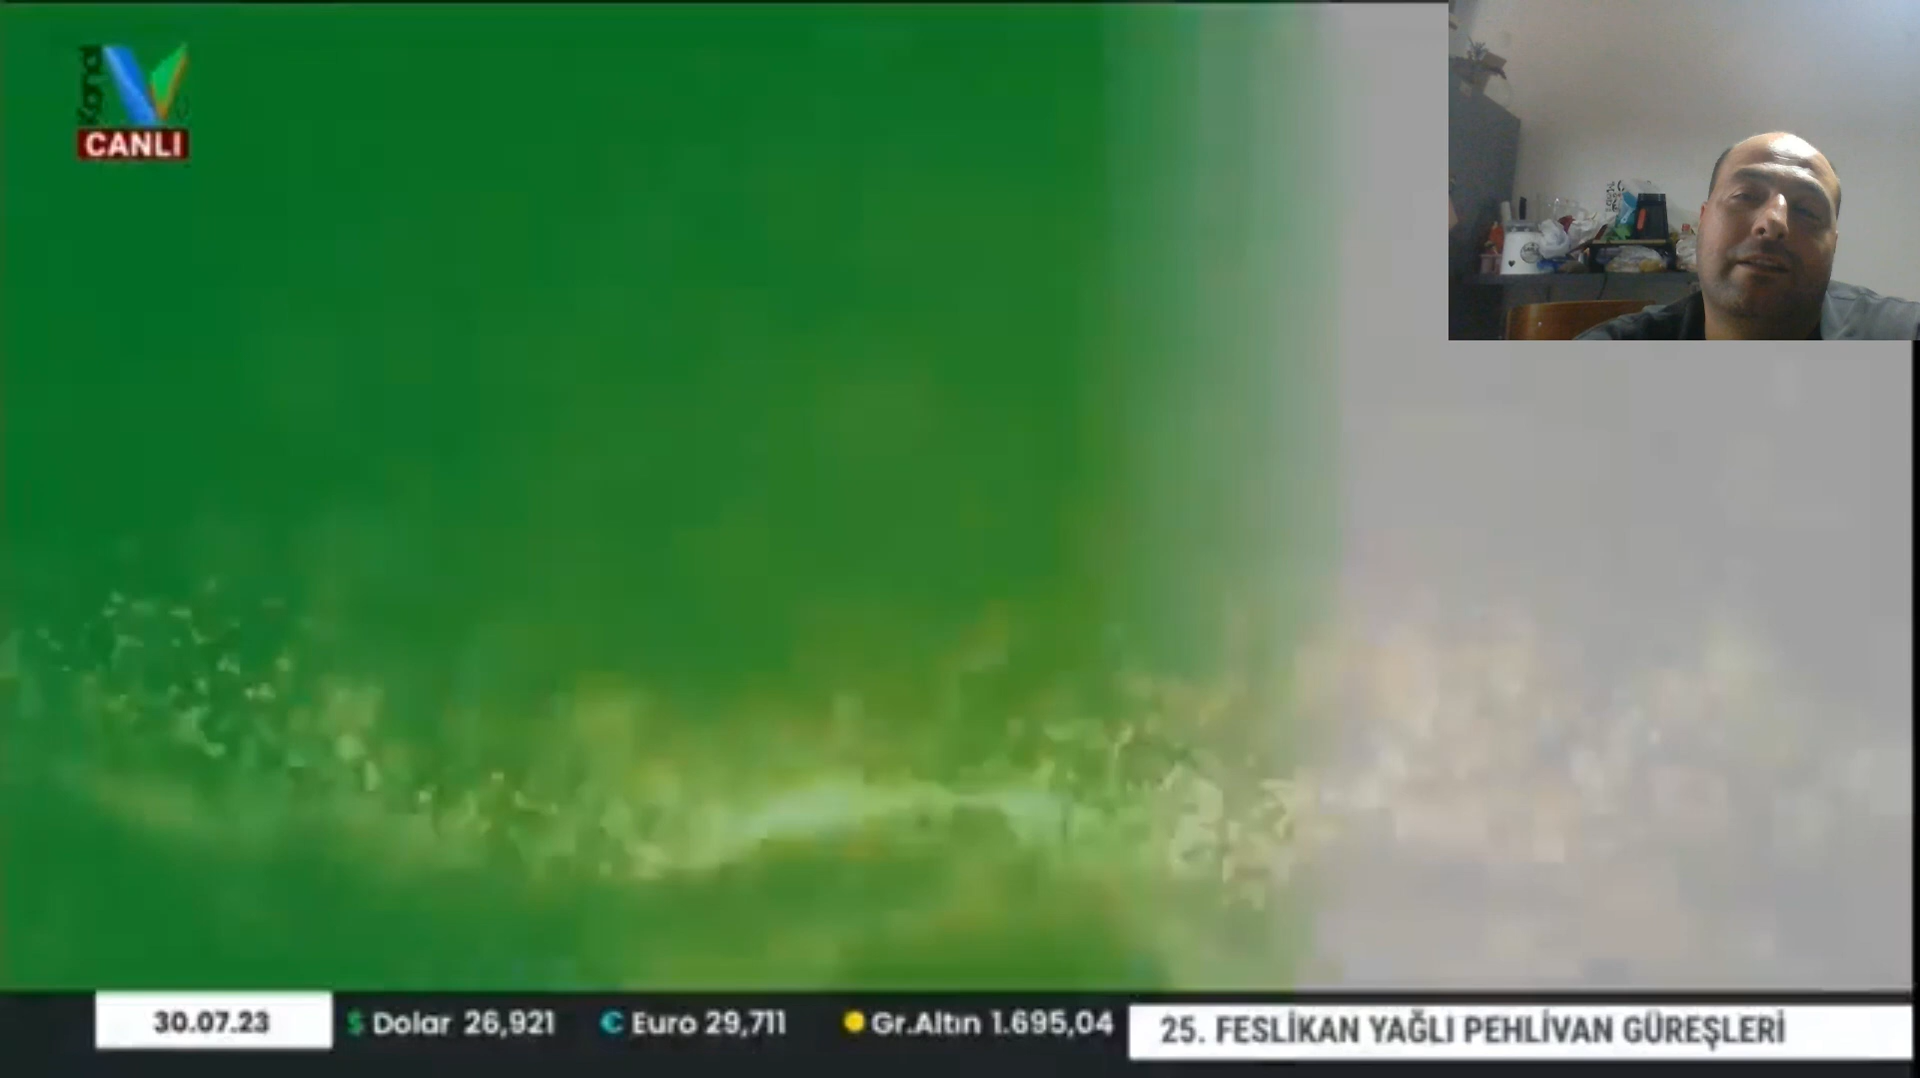 Kanal V
CANLI
30.07.23
$ Dolar 26,921
€ Euro 29,711
Gr.Altın 1.695,04
25. FESLİKAN YAĞLI PEHLİVAN GÜREŞLERİ